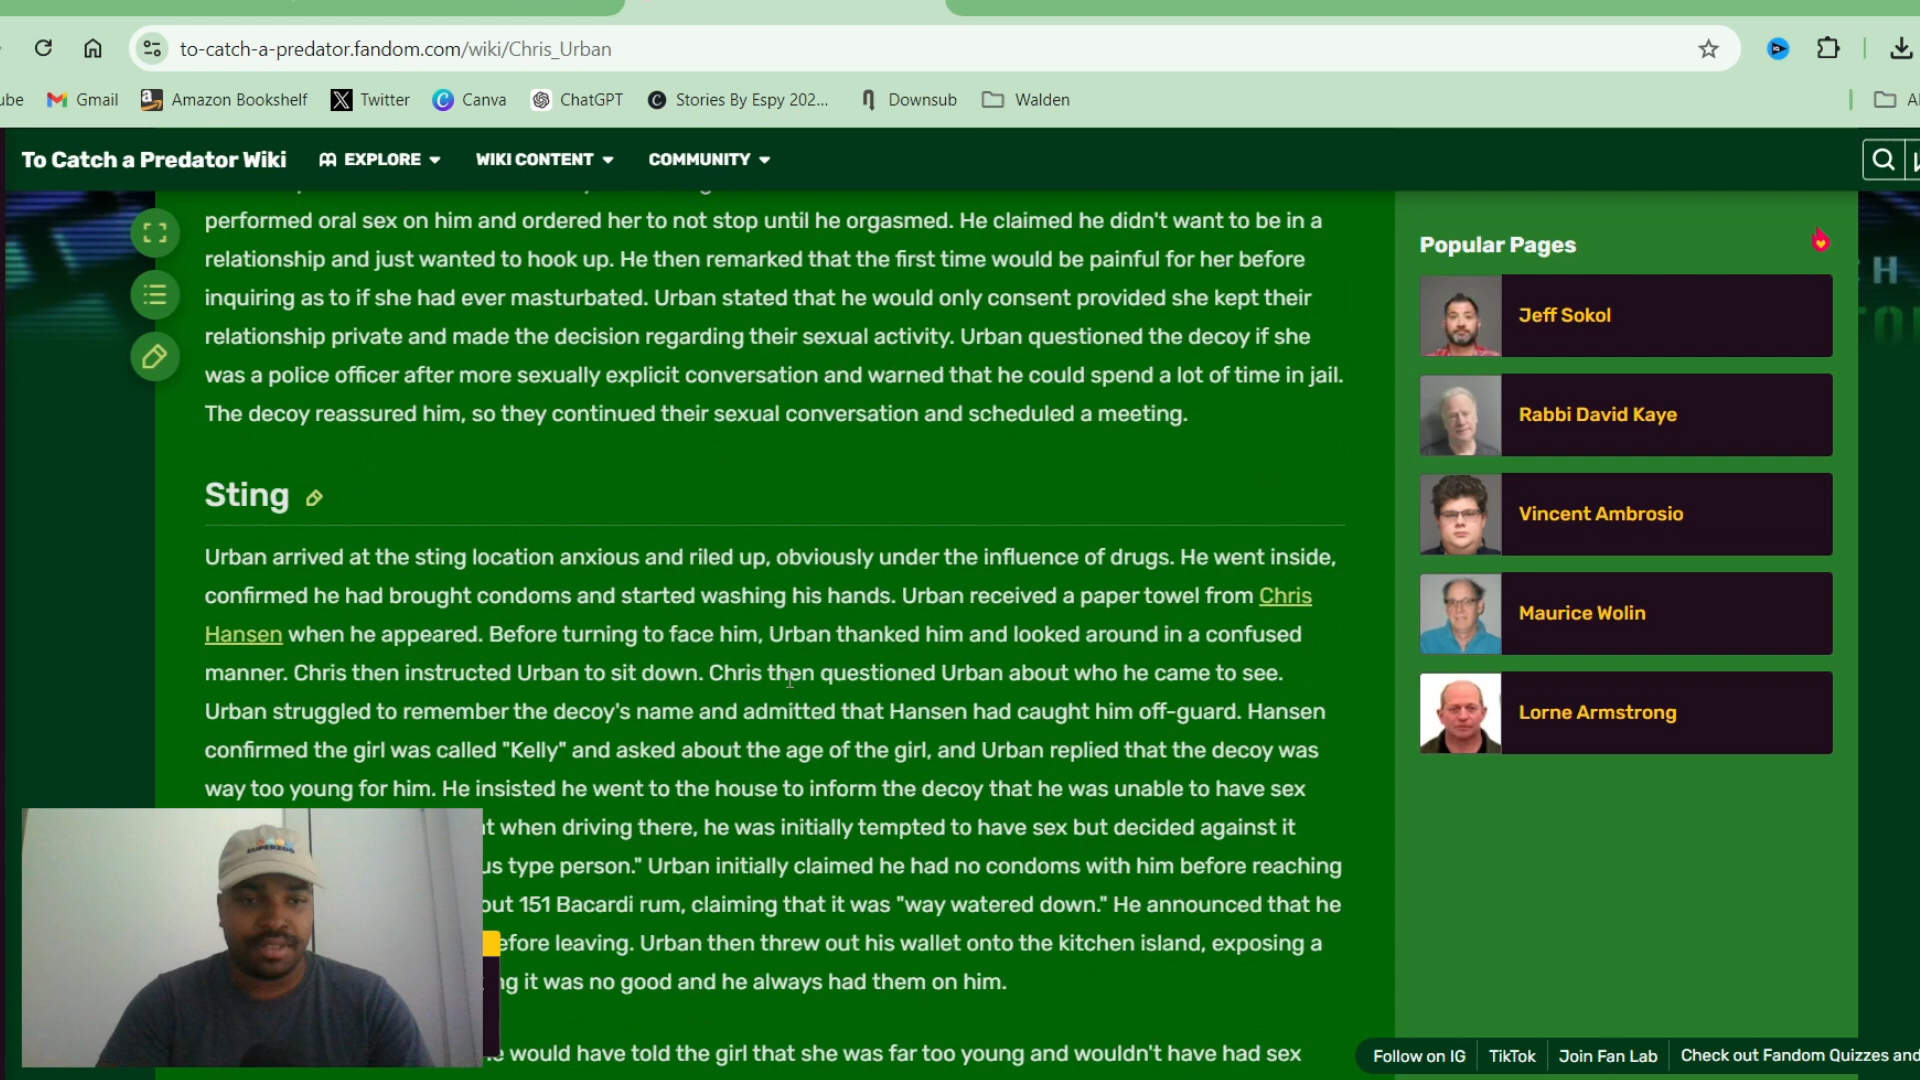 to-catch-a-predator.fandom.com/wiki/Chris_Urban
ube Gmail Amazon Bookshelf Twitter Canva ChatGPT Stories By Espy 202... Downsub Walden Al
To Catch a Predator Wiki EXPLORE WIKI CONTENT COMMUNITY
performed oral sex on him and ordered her to not stop until he orgasmed. He claimed he didn't want to be in a
relationship and just wanted to hook up. He then remarked that the first time would be painful for her before
inquiring as to if she had ever masturbated. Urban stated that he would only consent provided she kept their
relationship private and made the decision regarding their sexual activity. Urban questioned the decoy if she
was a police officer after more sexually explicit conversation and warned that he could spend a lot of time in jail.
The decoy reassured him, so they continued their sexual conversation and scheduled a meeting.
Sting
Urban arrived at the sting location anxious and riled up, obviously under the influence of drugs. He went inside,
confirmed he had brought condoms and started washing his hands. Urban received a paper towel from Chris
Hansen when he appeared. Before turning to face him, Urban thanked him and looked around in a confused
manner. Chris then instructed Urban to sit down. Chris then questioned Urban about who he came to see.
Urban struggled to remember the decoy's name and admitted that Hansen had caught him off-guard. Hansen
confirmed the girl was called "Kelly" and asked about the age of the girl, and Urban replied that the decoy was
way too young for him. He insisted he went to the house to inform the decoy that he was unable to have sex
t when driving there, he was initially tempted to have sex but decided against it
us type person." Urban initially claimed he had no condoms with him before reaching
out 151 Bacardi rum, claiming that it was "way watered down." He announced that he
efore leaving. Urban then threw out his wallet onto the kitchen island, exposing a
ng it was no good and he always had them on him.
e would have told the girl that she was far too young and wouldn't have had sex
Popular Pages
Jeff Sokol
Rabbi David Kaye
Vincent Ambrosio
Maurice Wolin
Lorne Armstrong
SUPERZOO
Follow on IG TikTok Join Fan Lab Check out Fandom Quizzes and